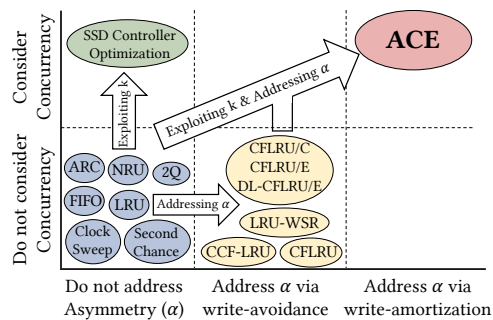 Consider
Concurrency
SSD Controller
Optimization
ACE
Exploiting k
Exploiting k & Addressing α
Do not consider
Concurrency
ARC
NRU
2Q
FIFO
LRU
Clock
Sweep
Second
Chance
Addressing α
CFLRU/C
CFLRU/E
DL-CFLRU/E
LRU-WSR
CCF-LRU
CFLRU
Do not address
Asymmetry (α)
Address α via
write-avoidance
Address α via
write-amortization